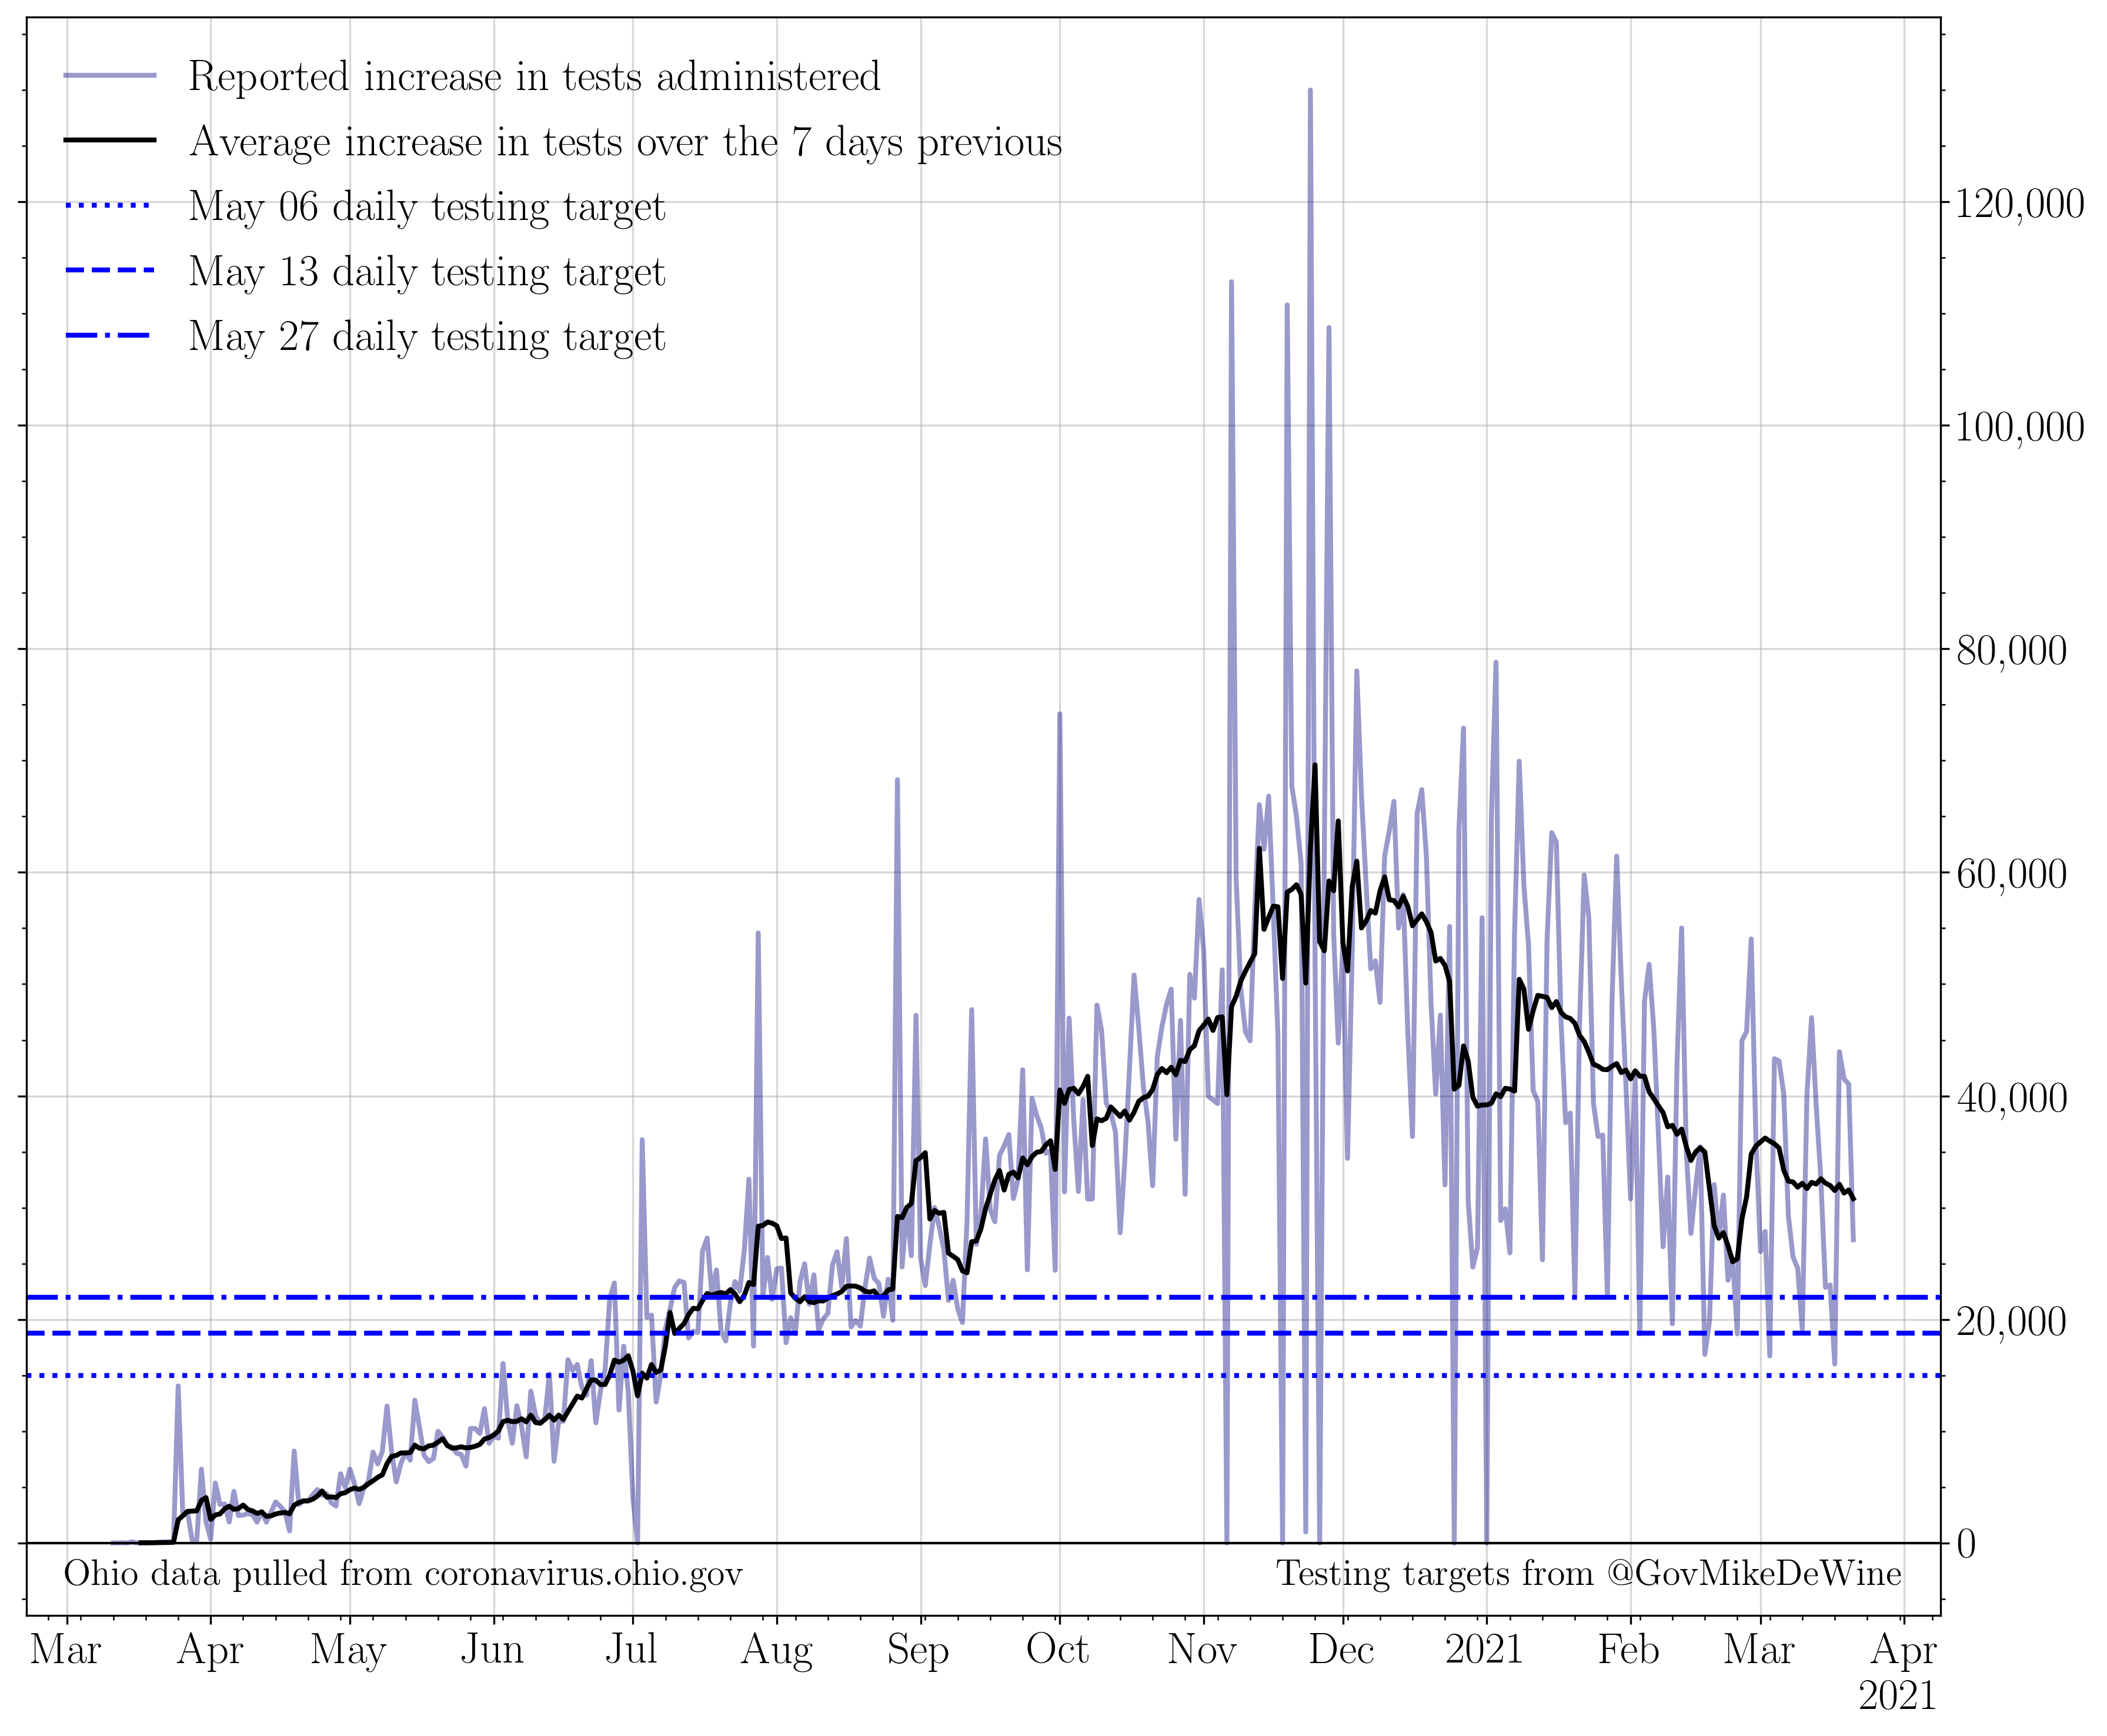 Reported increase in tests administered
Average increase in tests over the 7 days previous
May 06 daily testing target
May 13 daily testing target
May 27 daily testing target
120,000
100,000
80,000
60,000
40,000
20,000
0
Ohio data pulled from coronavirus.ohio.gov
Testing targets from @GovMikeDeWine
Mar Apr May Jun Jul Aug Sep Oct Nov Dec 2021 Feb Mar Apr
2021